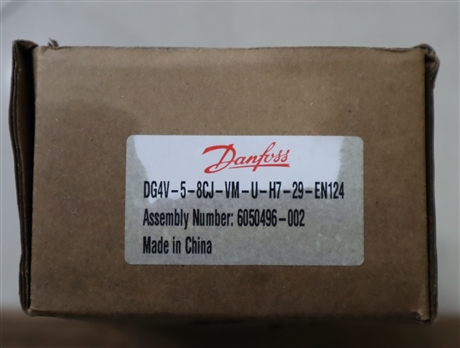 Danfoss
DG4V-5-8CJ-VM-U-H7-29-EN124
Assembly Number: 6050496-002
Made in China